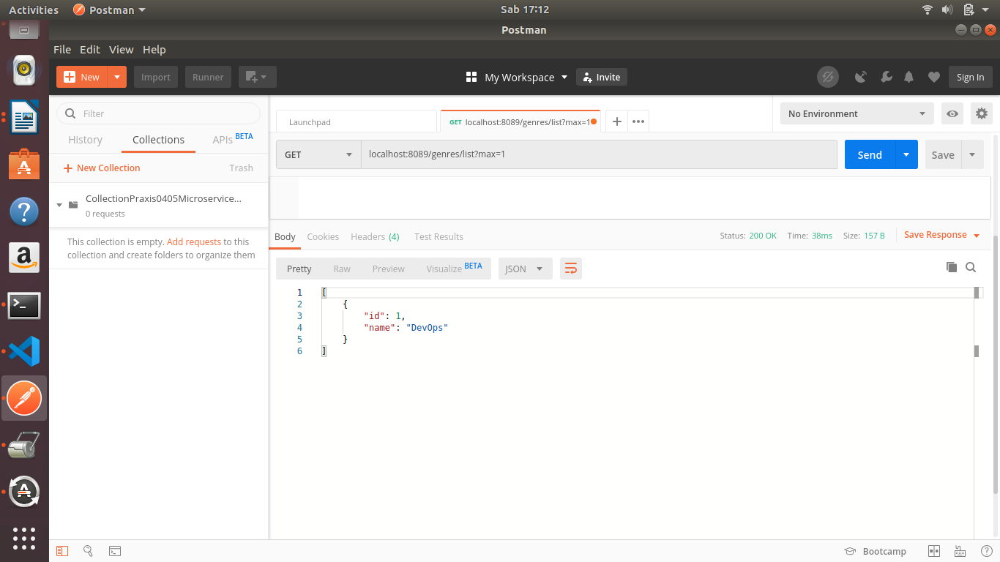 Activities
Postman
Sab 17:12
Postman
File Edit View Help
New
Import
Runner
My Workspace
Invite
Sign In
Filter
History
Collections
APIs BETA
New Collection
Trash
CollectionPraxis0405Microservice...
0 requests
This collection is empty. Add requests to this
collection and create folders to organize them
Launchpad
GET localhost:8089/genres/list?max=1
No Environment
GET
localhost:8089/genres/list?max=1
Send
Save
Body
Cookies
Headers (4)
Test Results
Status: 200 OK
Time: 38ms
Size: 157 B
Save Response
Pretty
Raw
Preview
Visualize BETA
JSON
1 [
2 {
3 "id": 1,
4 "name": "DevOps"
5 }
6 ]
Bootcamp